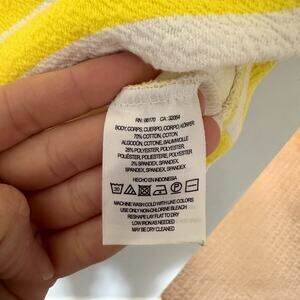 RN: 66170 CA: 32054
BODY, CORPS, CUERPO, CORPO, KÖRPER:
70% COTTON, COTON,
ALGODÓN, COTONE, BAUMWOLLE
28% POLYESTER, POLYESTER,
POLIÉSTER, POLIESTERE, POLYESTER
2% SPANDEX, SPANDEX,
SPANDEX, SPANDEX, SPANDEX
HECHO EN INDONESIA
30
MACHINE WASH COLD WITH LIKE COLORS
USE ONLY NON-CHLORINE BLEACH
RESHAPE LAY FLAT TO DRY
LOW IRON AS NEEDED
MAY BE DRY CLEANED